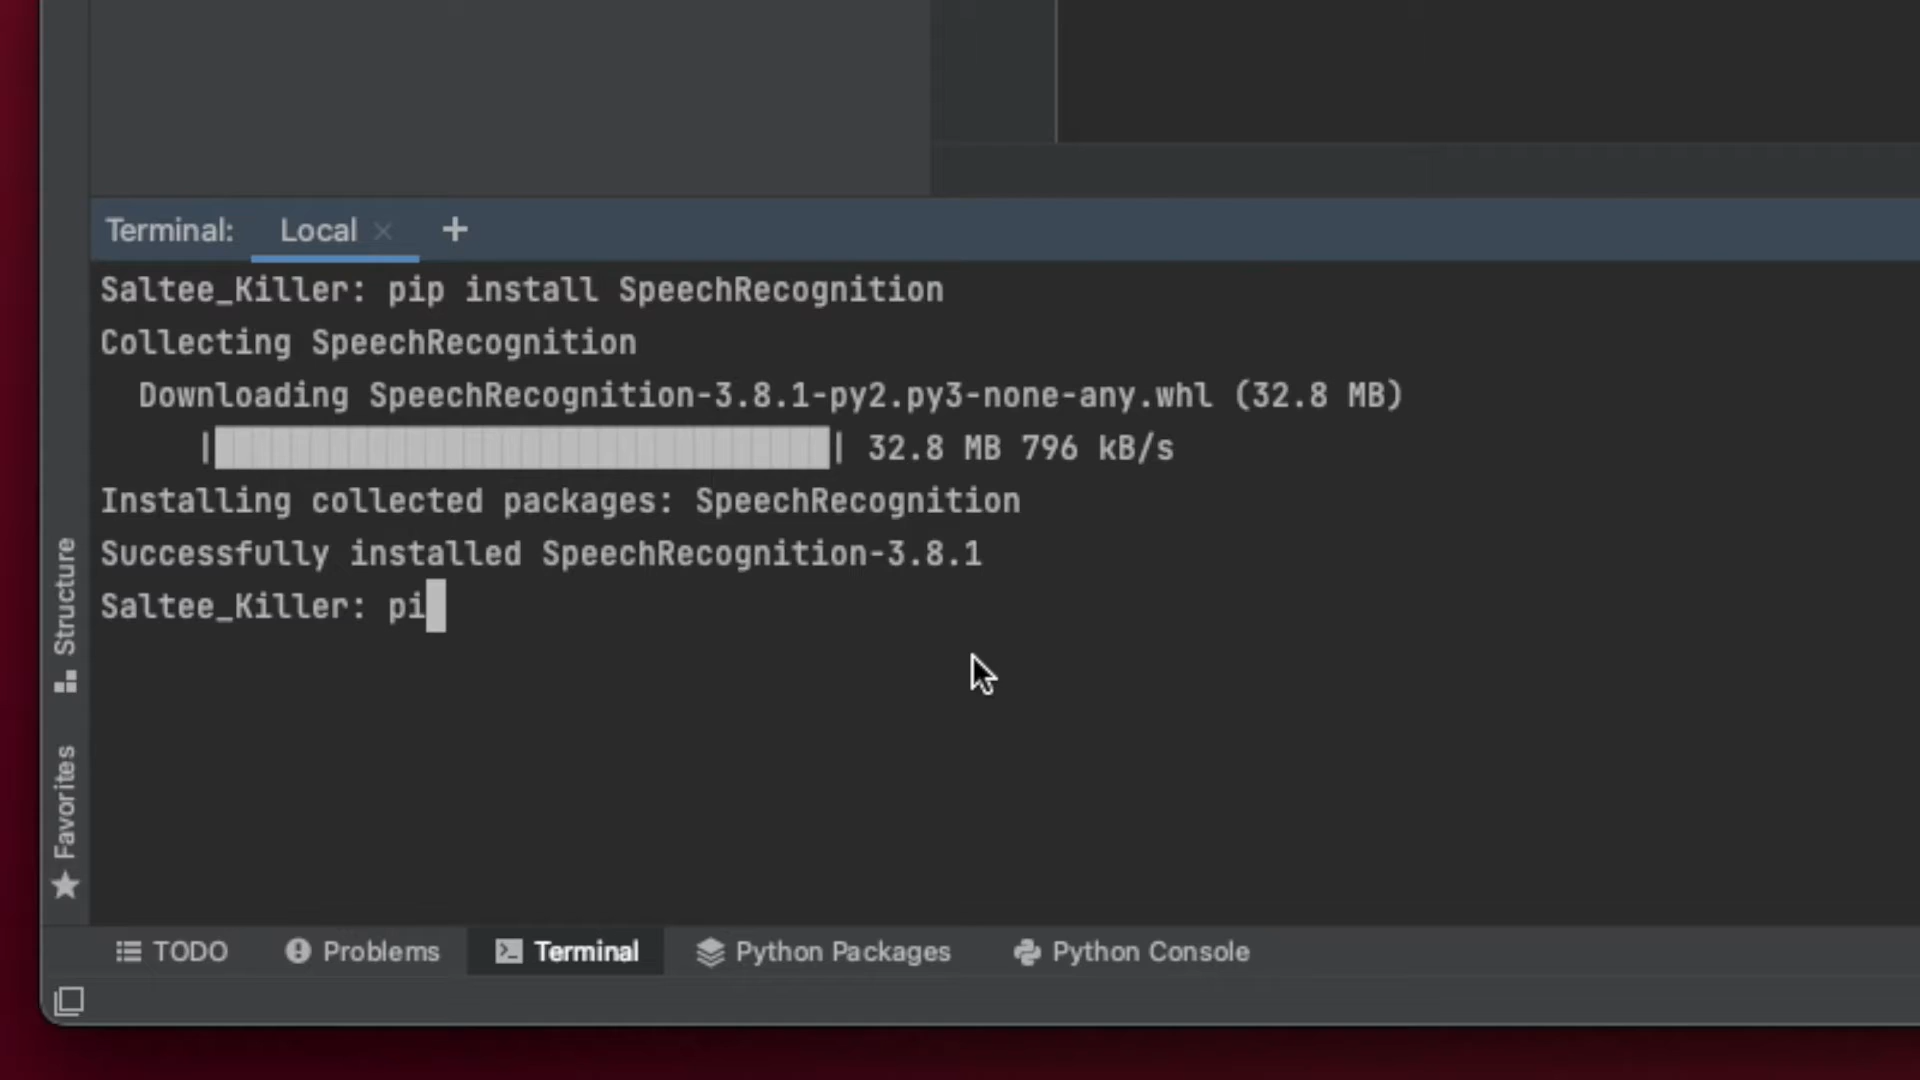 Terminal: Local × +
Saltee_Killer: pip install SpeechRecognition
Collecting SpeechRecognition
Downloading SpeechRecognition-3.8.1-py2.py3-none-any.whl (32.8 MB)
| | 32.8 MB 796 kB/s
Installing collected packages: SpeechRecognition
Successfully installed SpeechRecognition-3.8.1
Saltee_Killer: pi
Structure
Favorites
TODO Problems Terminal Python Packages Python Console